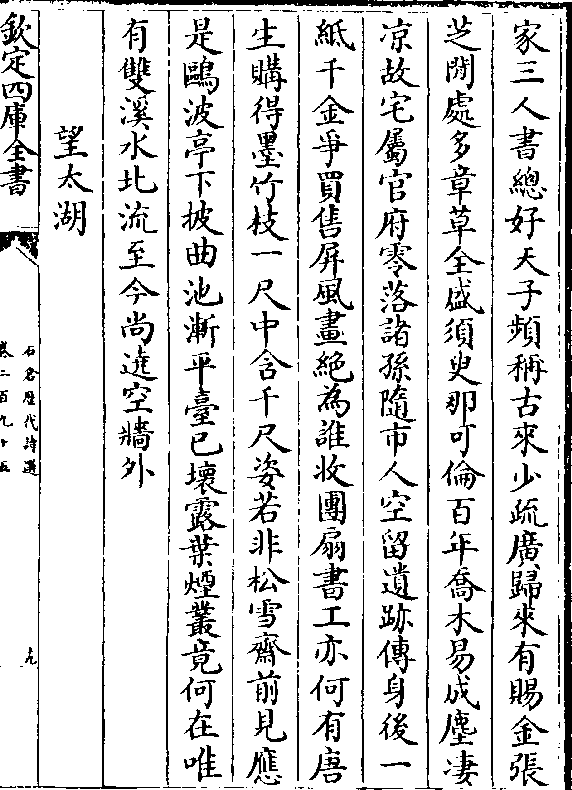 家三人書總好天子頻稱古來少疏廣歸來有賜金張
芝閒處多章草全盛須臾那可倫百年喬木易成塵凄
凉故宅屬官府零落諸孫隨市人空留遺跡傳身後一
紙千金爭買售屏風畫絕為誰收團扇書工亦何有唐
生購得墨竹枝一尺中含千尺姿若非松雪齋前見應
是鷗波亭下披曲池漸平臺已壞露葉煙叢竟何在唯
有雙溪水北流至今尚遶空牆外
望太湖
欽定四庫全書
石倉歷代詩選
卷二百九十五
九